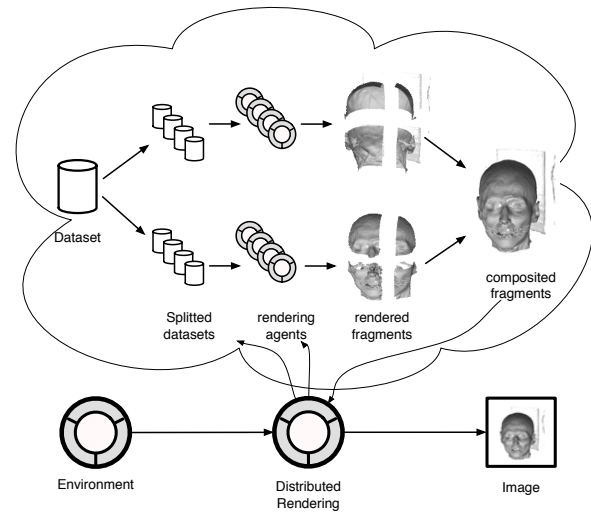 Dataset
Splitted
datasets
rendering
agents
rendered
fragments
composited
fragments
Environment
Distributed
Rendering
Image